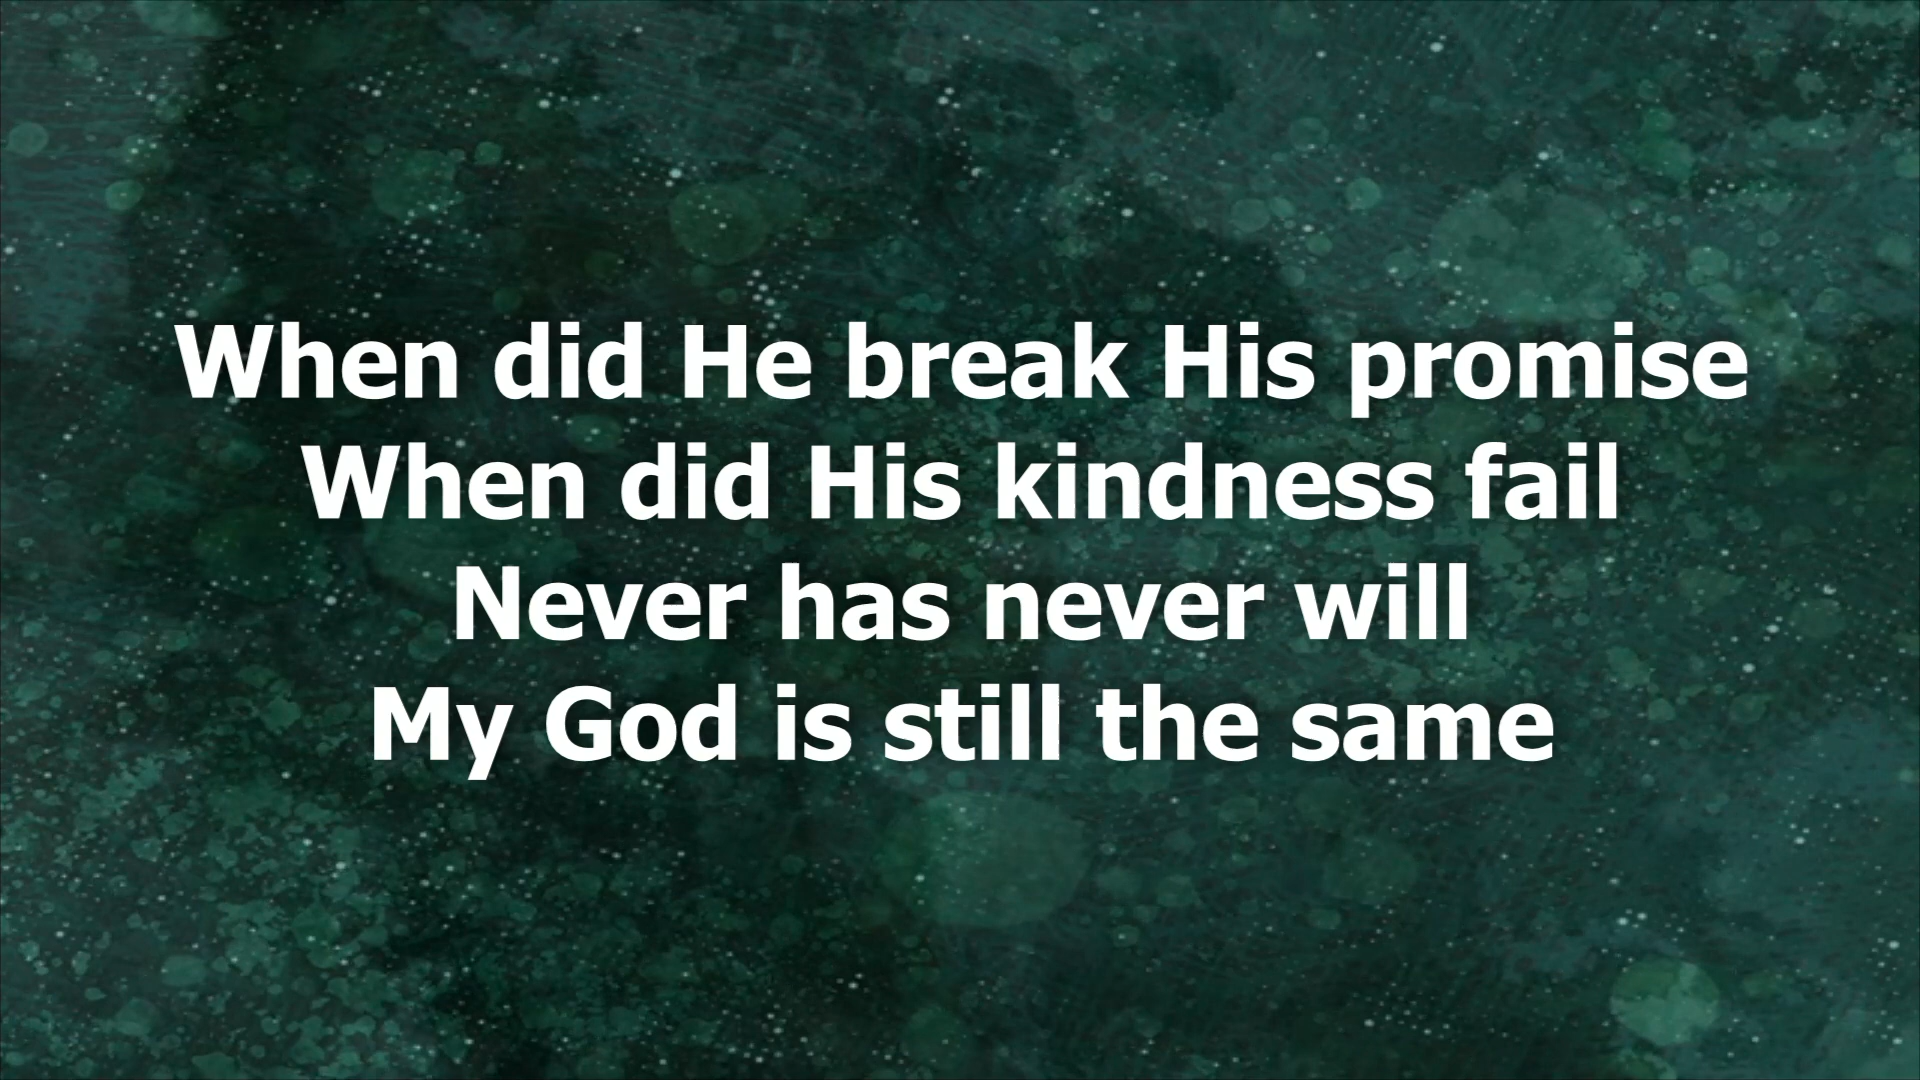 When did He break His promise
When did His kindness fail
Never has never will
My God is still the same